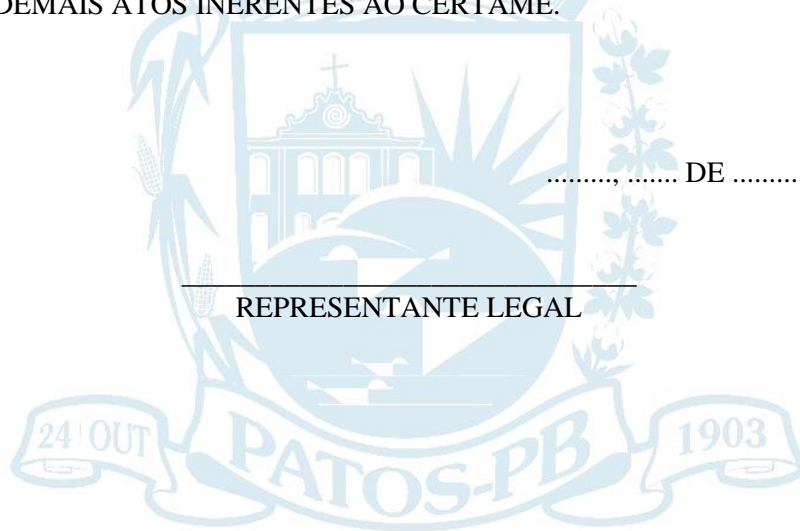 DEMAIS ATOS INERENTES AO CERTAME.
........., ....... DE ..........
REPRESENTANTE LEGAL
24 OUT
PATOS-PB
1903